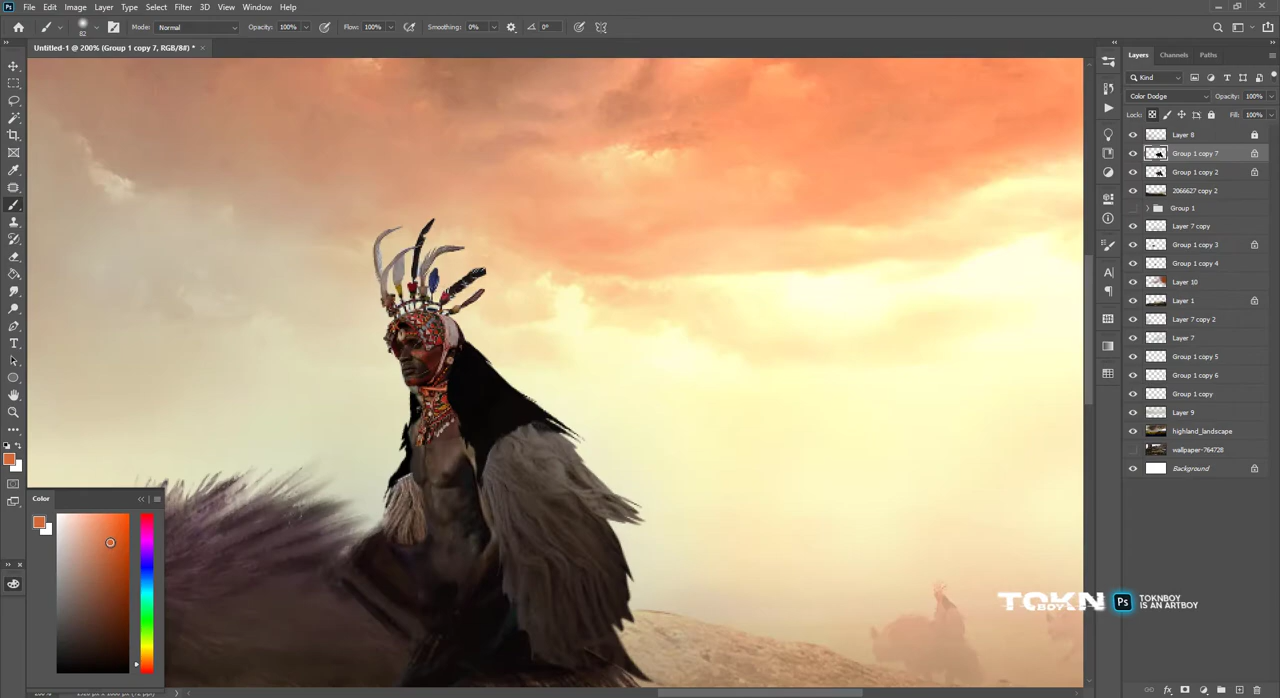 Ps File Edit Image Layer Type Select Filter 3D View Window Help
82 Mode: Normal Opacity: 100% Flow: 100% Smoothing: 0% 0°
Untitled-1 @ 200% (Group 1 copy 7, RGB/8#) * ×
Layers Channels Paths
Kind
Color Dodge Opacity: 100%
Lock: Fill: 100%
Layer 8
Group 1 copy 7
Group 1 copy 2
2066627 copy 2
Group 1
Layer 7 copy
Group 1 copy 3
Group 1 copy 4
Layer 10
Layer 1
Layer 7 copy 2
Layer 7
Group 1 copy 5
Group 1 copy 6
Group 1 copy
Layer 9
highland_landscape
wallpaper-764728
Background
Color
TOKN
BOY
Ps
TOKNBOY
IS AN ARTBOY
fx